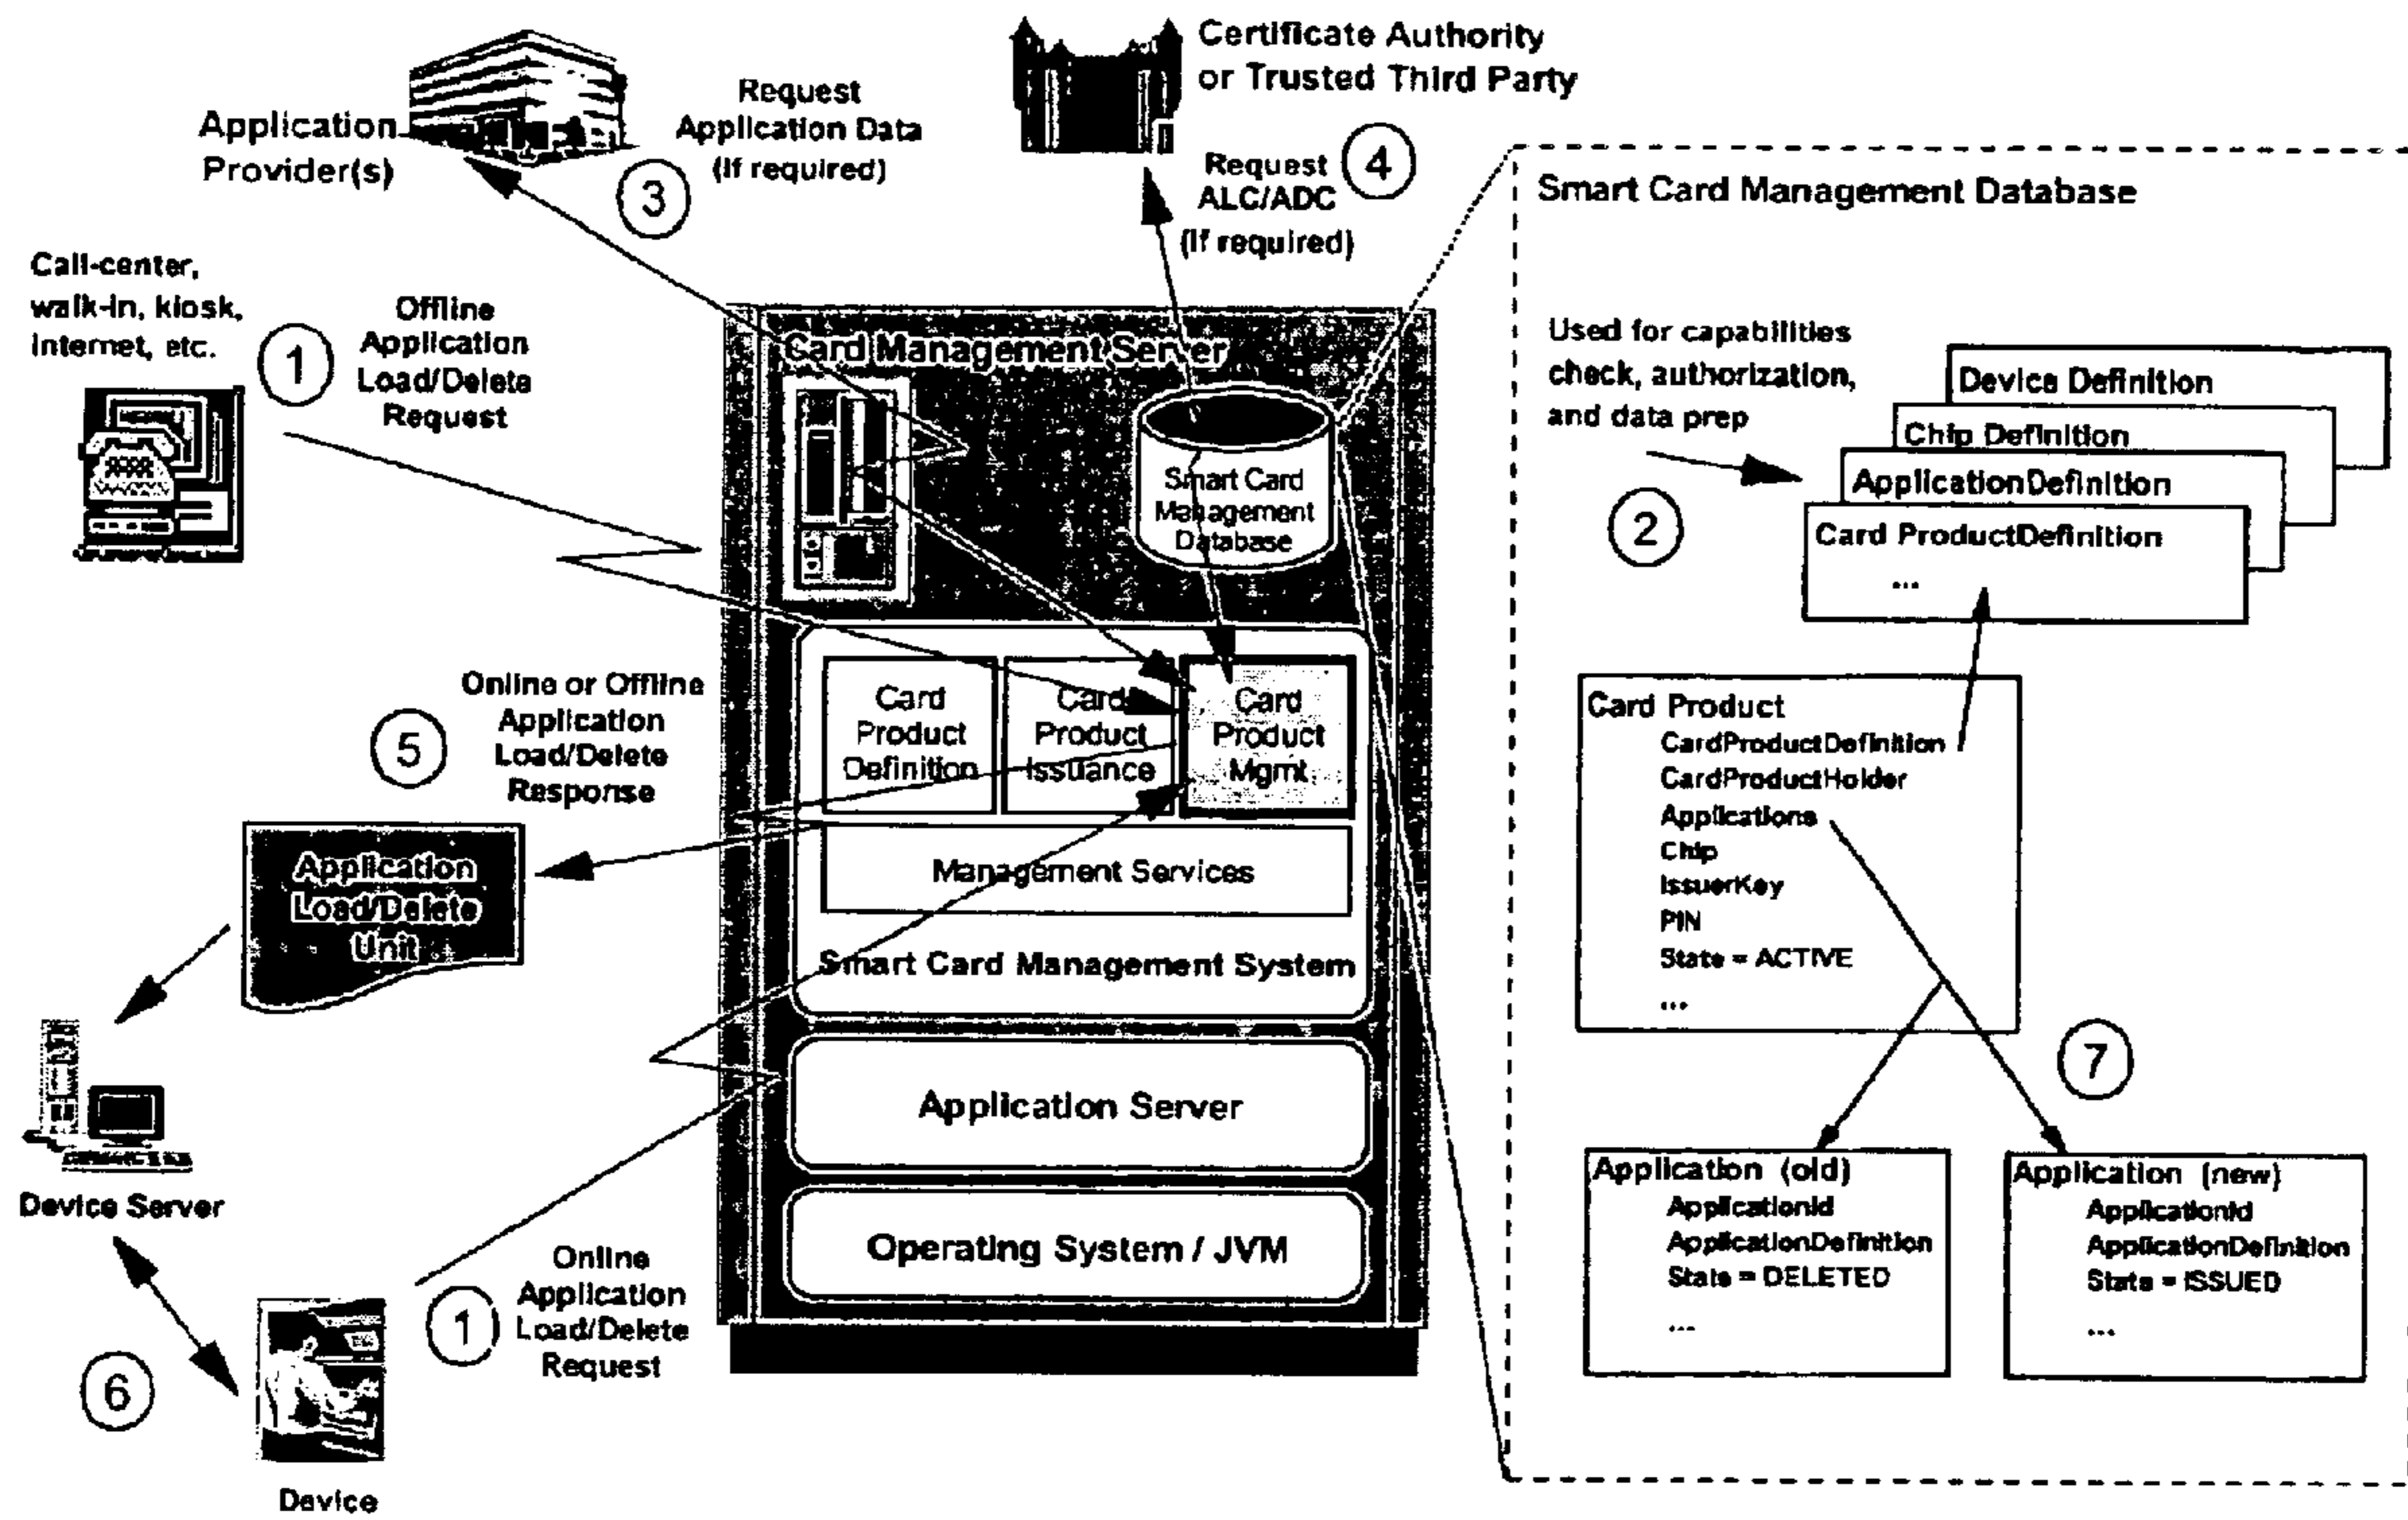 Application
Provider(s)
Request
Application Data
(If required)
3
Certificate Authority
or Trusted Third Party
Request
ALC/ADC
(If required)
4
Call-center,
walk-in, kiosk,
Internet, etc.
1
Offline
Application
Load/Delete
Request
Card Management Server
Smart Card
Management
Database
Card
Product
Definition
Card
Product
Issuance
Card
Product
Mgmt
Management Services
Smart Card Management System
Application Server
Operating System / JVM
5
Online or Offline
Application
Load/Delete
Response
Application
Load/Delete
Unit
Device Server
6
Device
1
Online
Application
Load/Delete
Request
Smart Card Management Database
Used for capabilities
check, authorization,
and data prep
2
Device Definition
Chip Definition
ApplicationDefinition
Card ProductDefinition
...
Card Product
CardProductDefinition
CardProductHolder
Applications
Chip
IssuerKey
PIN
State = ACTIVE
...
7
Application (old)
ApplicationId
ApplicationDefinition
State = DELETED
...
Application (new)
ApplicationId
ApplicationDefinition
State = ISSUED
...